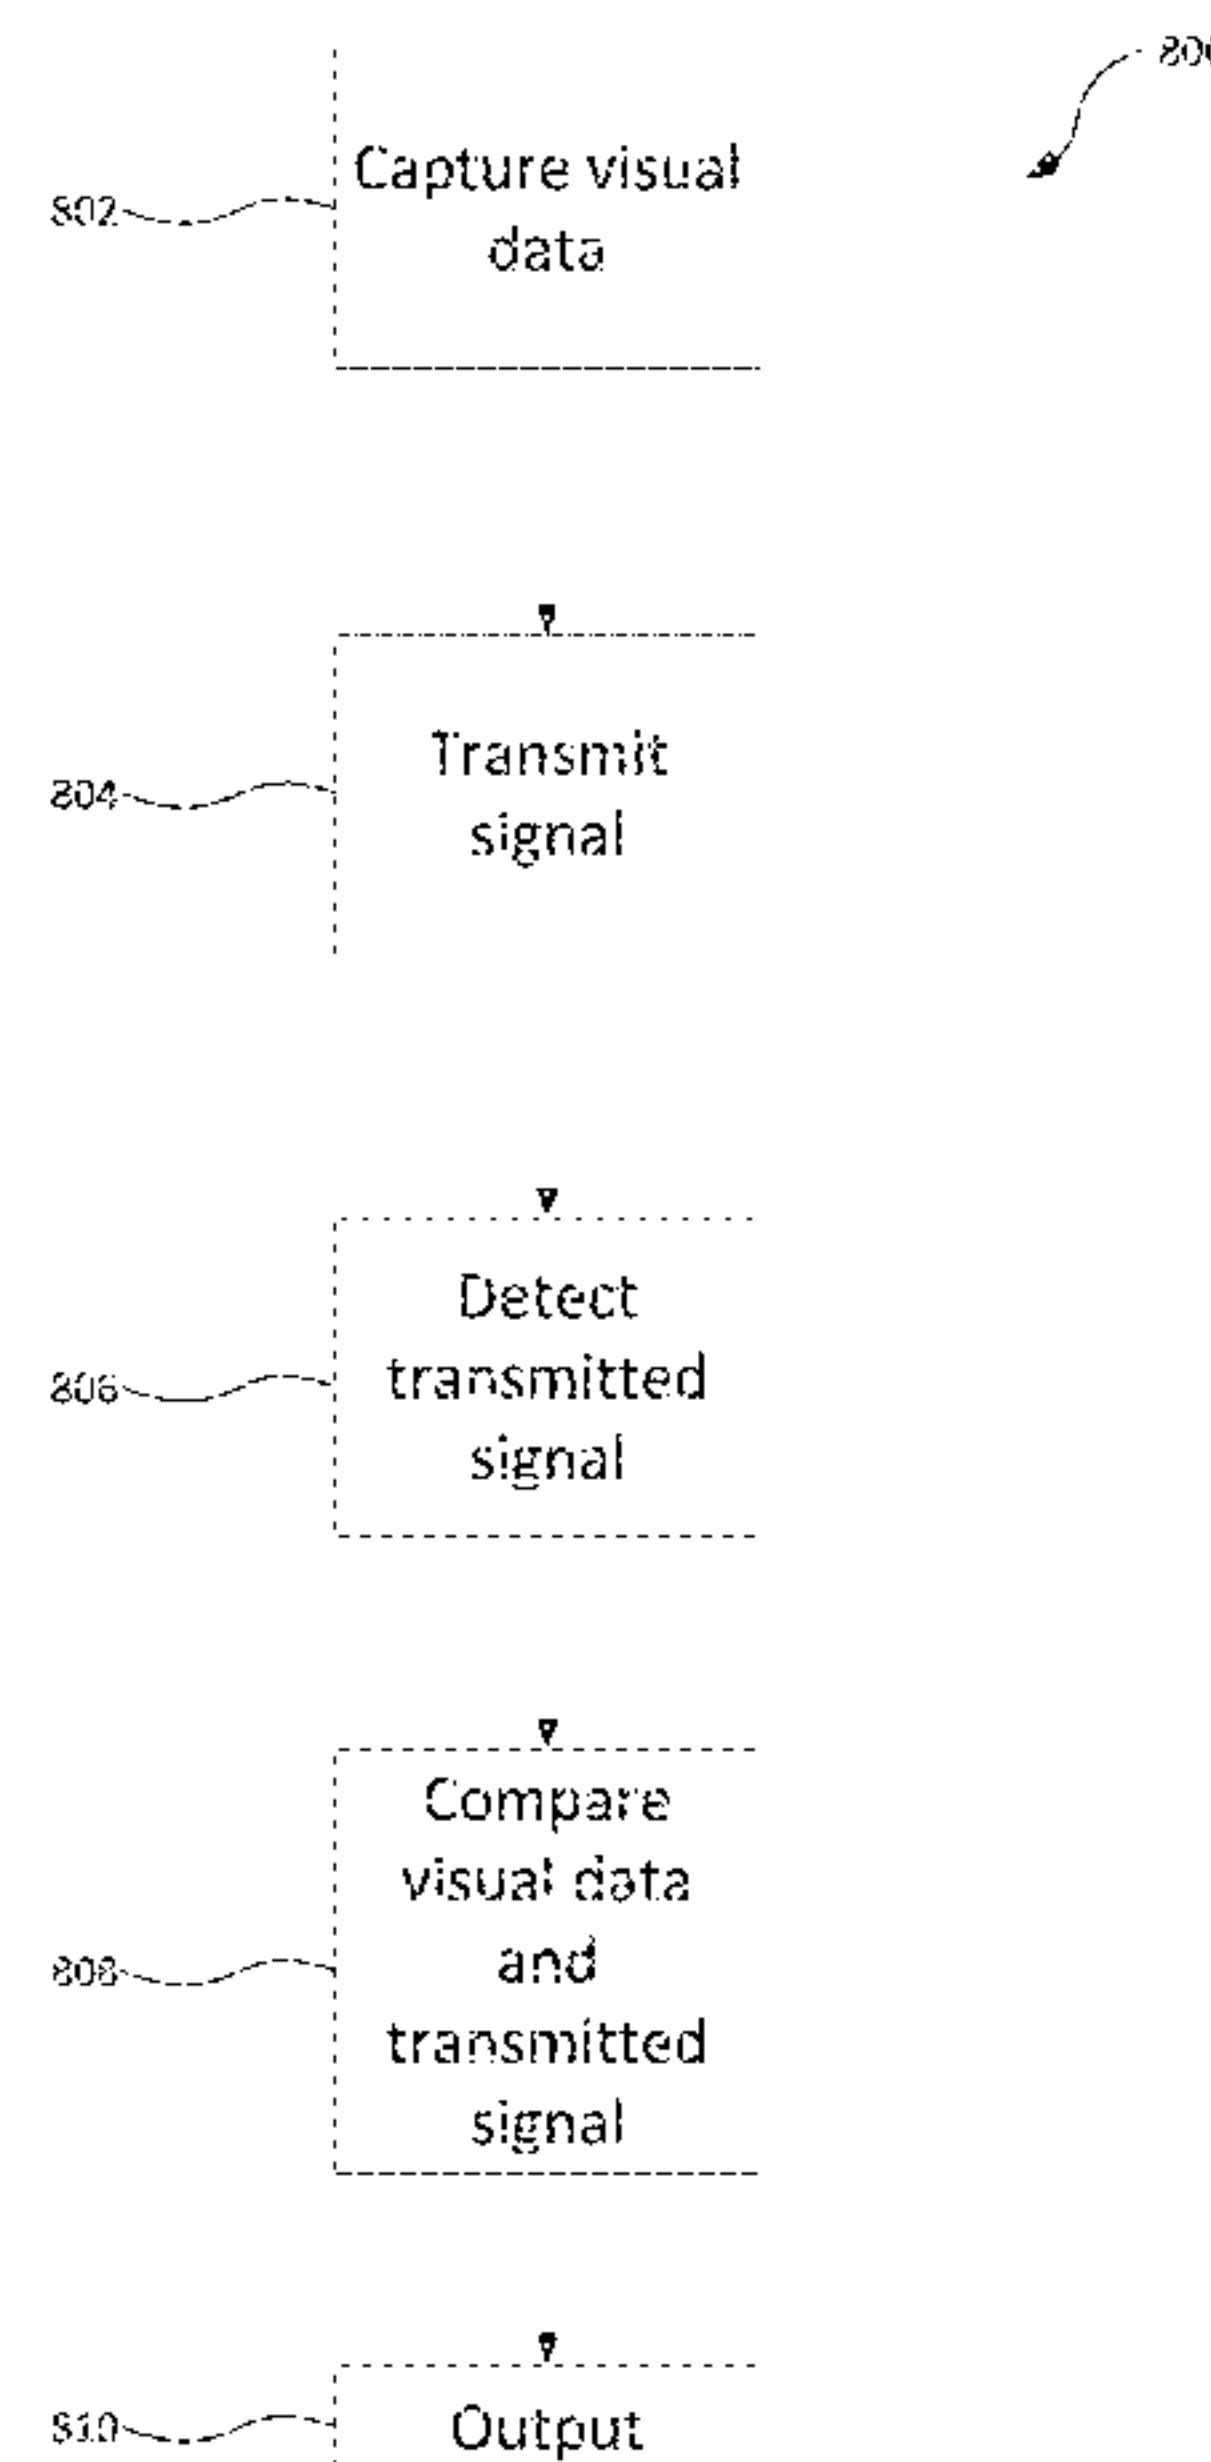 802
Capture visual
data
804
Transmit
signal
806
Detect
transmitted
signal
808
Compare
visual data
and
transmitted
signal
810
Output